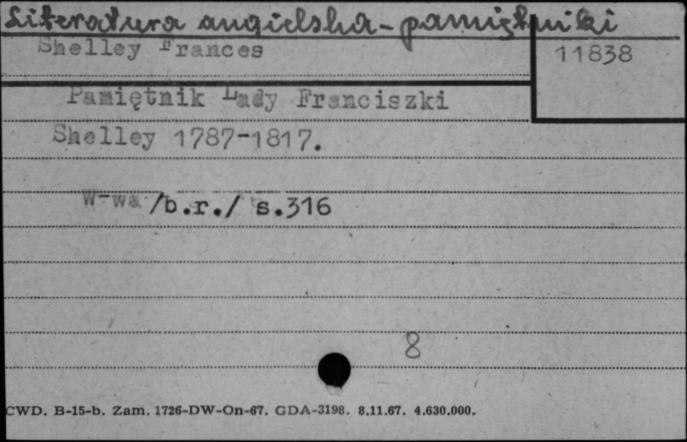 Literatura angielska - pamiętniki
Shelley Frances
11838
Pamiętnik Lady Franciszki
Shelley 1787-1817.
W-wa /b.r./ s.316
8
CWD. B-15-b. Zam. 1726-DW-On-67. GDA-3198. 8.11.67. 4.630.000.